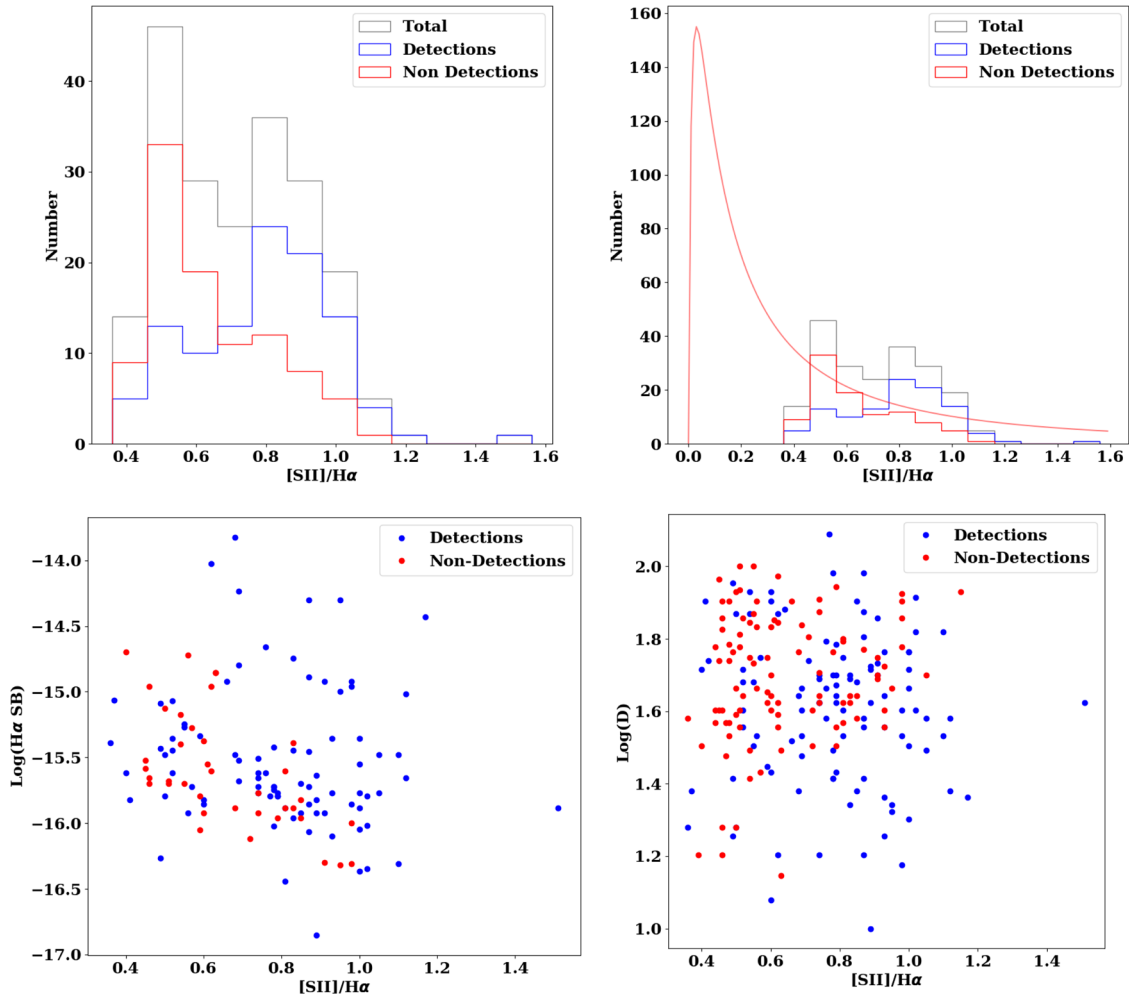 Total
Detections
Non Detections
Number
40
30
20
10
0
0.4 0.6 0.8 1.0 1.2 1.4 1.6
[SII]/Hα
Total
Detections
Non Detections
Number
160
140
120
100
80
60
40
20
0
0.0 0.2 0.4 0.6 0.8 1.0 1.2 1.4 1.6
[SII]/Hα
Detections
Non-Detections
Log(Hα SB)
−14.0
−14.5
−15.0
−15.5
−16.0
−16.5
−17.0
0.4 0.6 0.8 1.0 1.2 1.4
[SII]/Hα
Detections
Non-Detections
Log(D)
2.0
1.8
1.6
1.4
1.2
1.0
0.4 0.6 0.8 1.0 1.2 1.4
[SII]/Hα